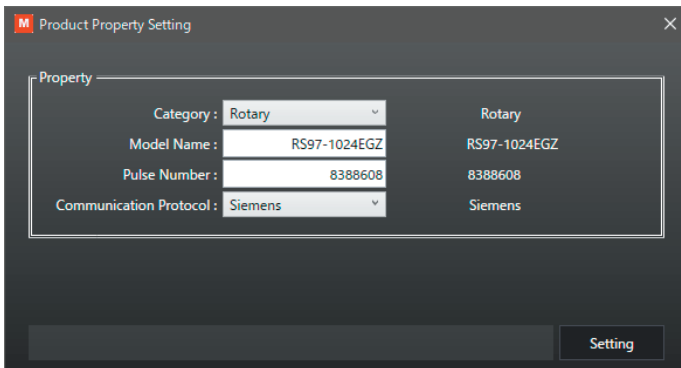 M Product Property Setting
Property
Category : Rotary Rotary
Model Name : RS97-1024EGZ RS97-1024EGZ
Pulse Number : 8388608 8388608
Communication Protocol : Siemens Siemens
Setting